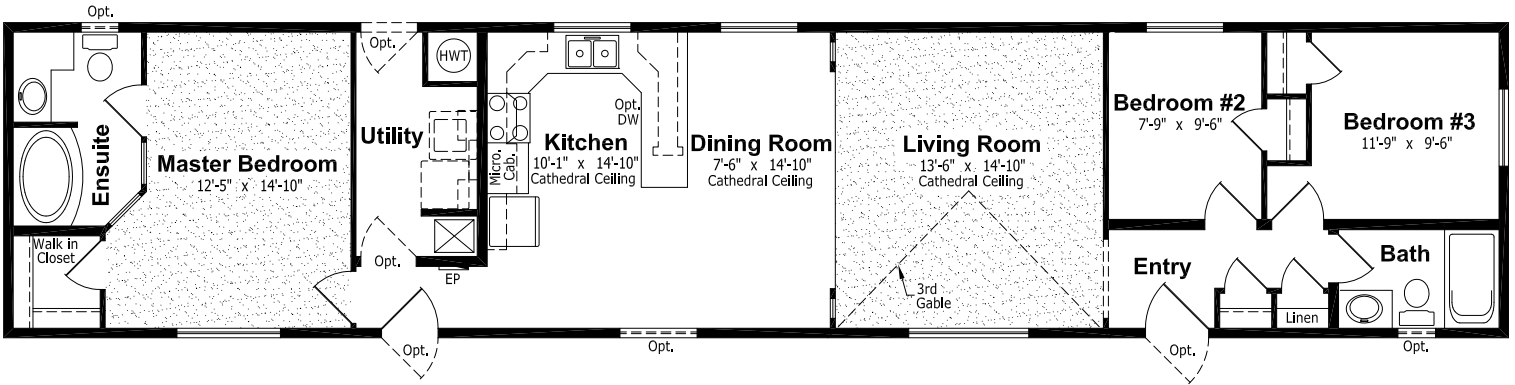 Opt.
Opt.
HWT
Ensuite
Master Bedroom
12'-5" x 14'-10"
Walk in
Closet
Utility
Opt.
EP
Opt.
Micro.
Cab.
Kitchen
10'-1" x 14'-10"
Cathedral Ceiling
Opt.
DW
Dining Room
7'-6" x 14'-10"
Cathedral Ceiling
Opt.
Living Room
13'-6" x 14'-10"
Cathedral Ceiling
3rd
Gable
Bedroom #2
7'-9" x 9'-6"
Bedroom #3
11'-9" x 9'-6"
Entry
Opt.
Linen
Bath
Opt.